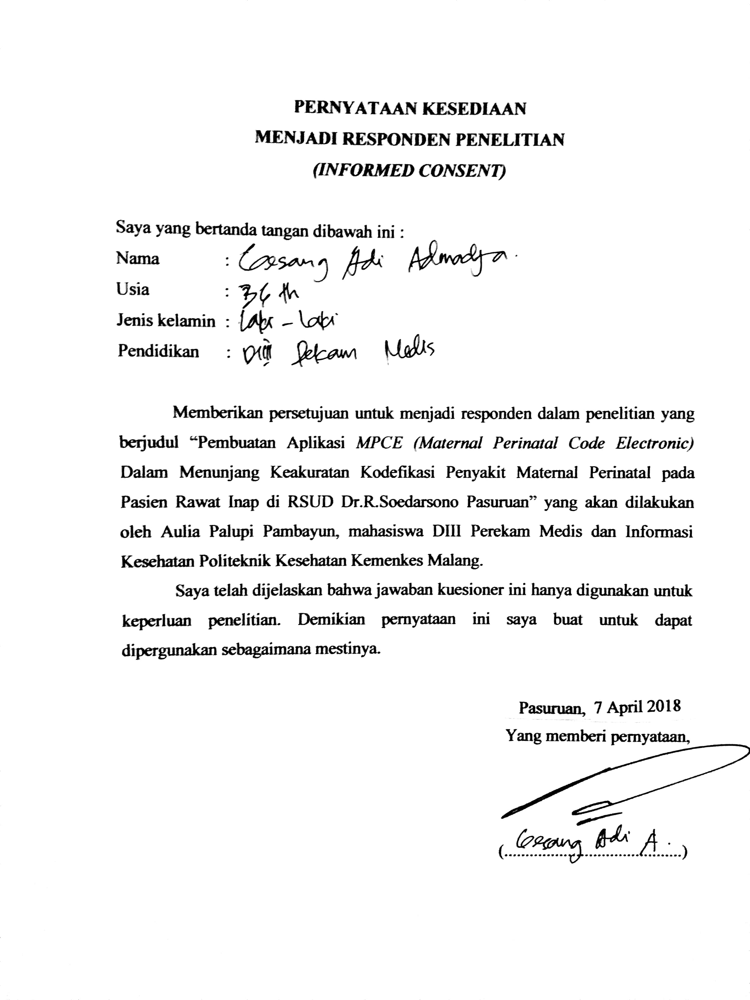 PERNYATAAN KESEDIAAN
MENJADI RESPONDEN PENELITIAN
(INFORMED CONSENT)
Saya yang bertanda tangan dibawah ini :
Nama : Gesang Adi Admadja.
Usia : 36 th
Jenis kelamin : Laki - Laki
Pendidikan : DIII Rekam Medis
Memberikan persetujuan untuk menjadi responden dalam penelitian yang
berjudul “Pembuatan Aplikasi MPCE (Maternal Perinatal Code Electronic)
Dalam Menunjang Keakuratan Kodefikasi Penyakit Maternal Perinatal pada
Pasien Rawat Inap di RSUD Dr.R.Soedarsono Pasuruan” yang akan dilakukan
oleh Aulia Palupi Pambayun, mahasiswa DIII Perekam Medis dan Informasi
Kesehatan Politeknik Kesehatan Kemenkes Malang.
Saya telah dijelaskan bahwa jawaban kuesioner ini hanya digunakan untuk
keperluan penelitian. Demikian pernyataan ini saya buat untuk dapat
dipergunakan sebagaimana mestinya.
Pasuruan, 7 April 2018
Yang memberi pernyataan,
(Gesang Adi A.)